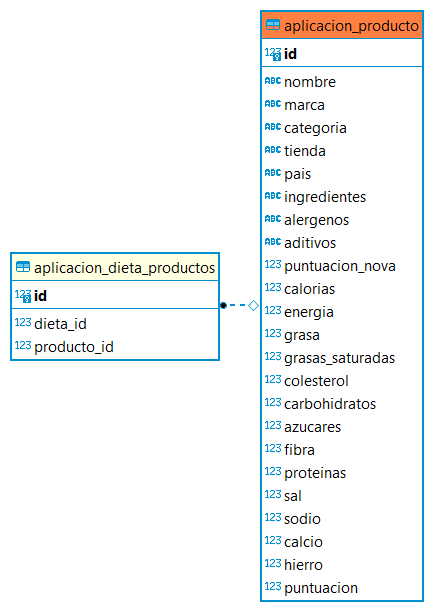 aplicacion_dieta_productos
123 id
123 dieta_id
123 producto_id
aplicacion_producto
123 id
ABC nombre
ABC marca
ABC categoria
ABC tienda
ABC pais
ABC ingredientes
ABC alergenos
ABC aditivos
123 puntuacion_nova
123 calorias
123 energia
123 grasa
123 grasas_saturadas
123 colesterol
123 carbohidratos
123 azucares
123 fibra
123 proteinas
123 sal
123 sodio
123 calcio
123 hierro
123 puntuacion